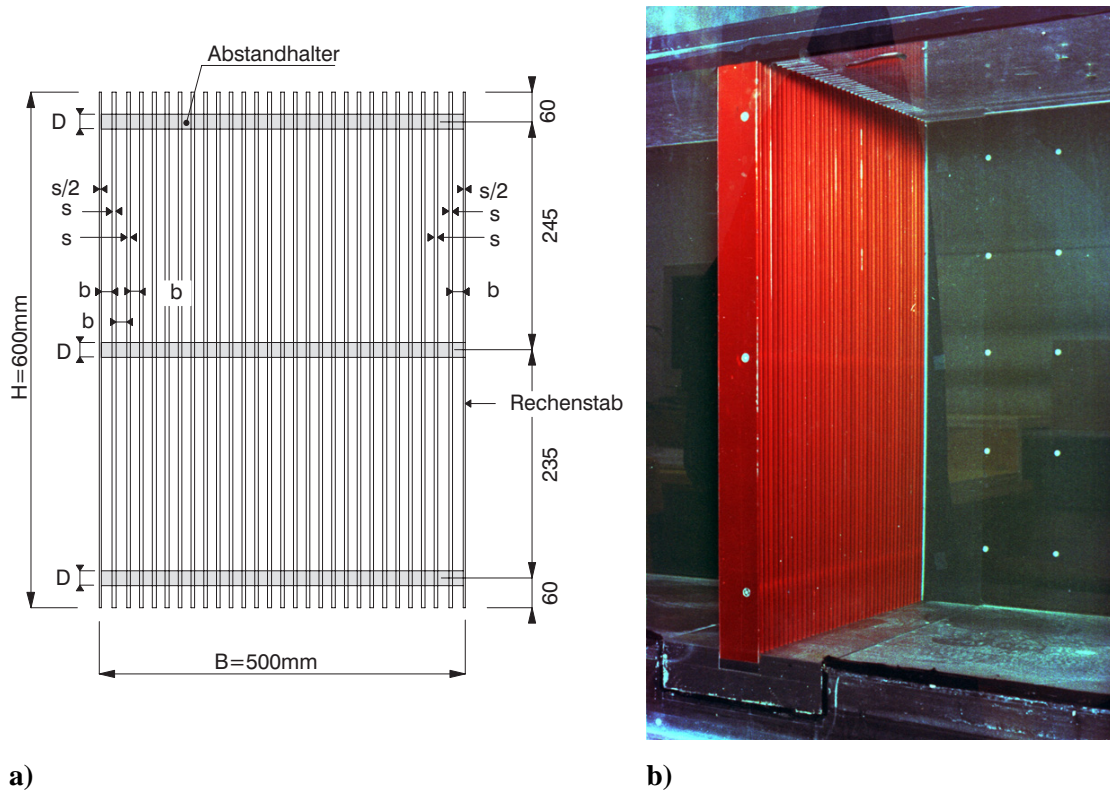 Abstandhalter
D
60
s/2
s/2
s
s
s
s
245
b
b
b
b
D
H=600mm
Rechenstab
235
D
60
B=500mm
a)
b)